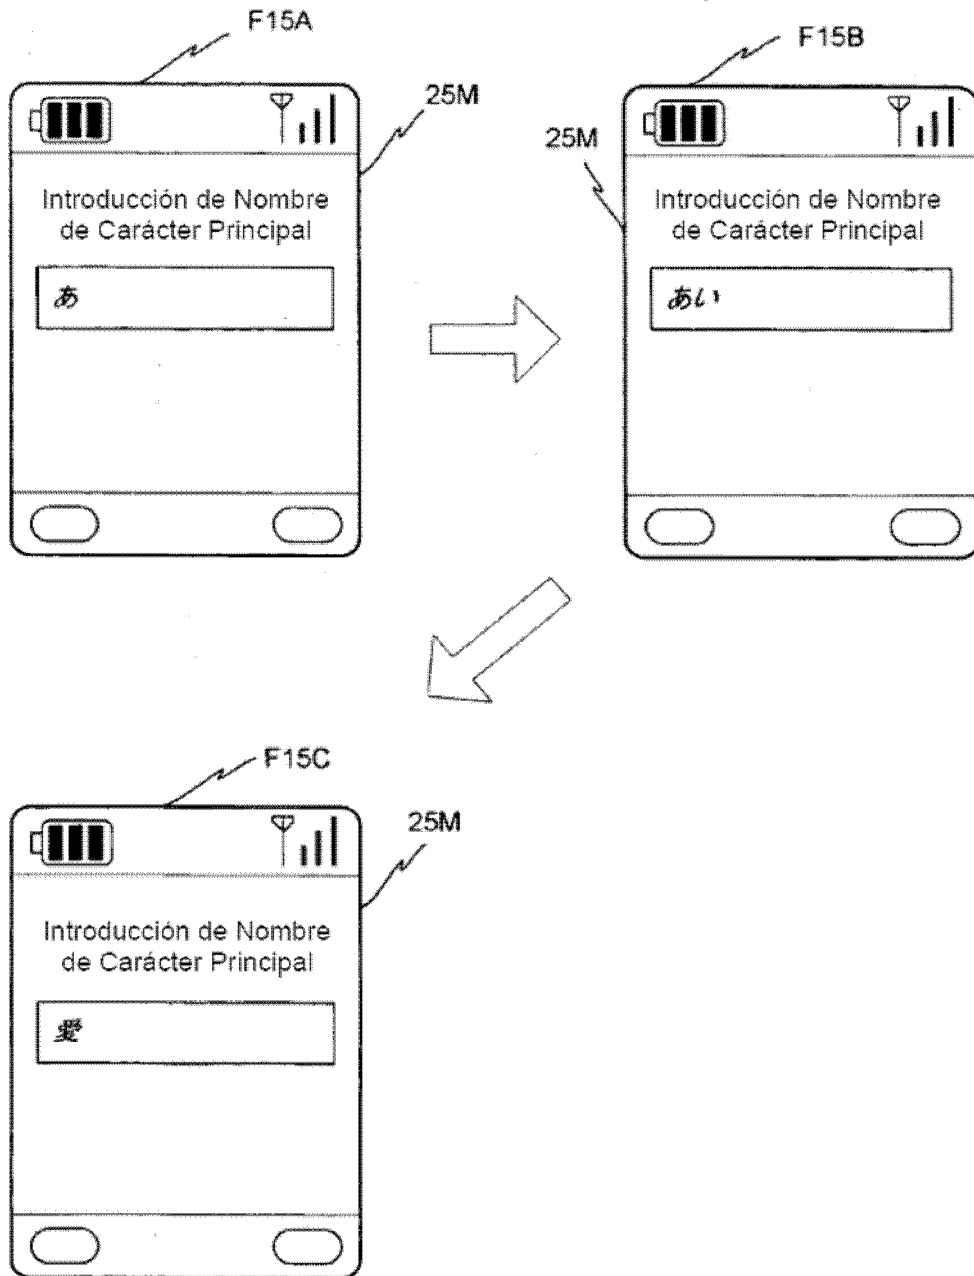 F15A
25M
Introducción de Nombre
de Carácter Principal
あ
F15B
25M
Introducción de Nombre
de Carácter Principal
あい
F15C
25M
Introducción de Nombre
de Carácter Principal
愛